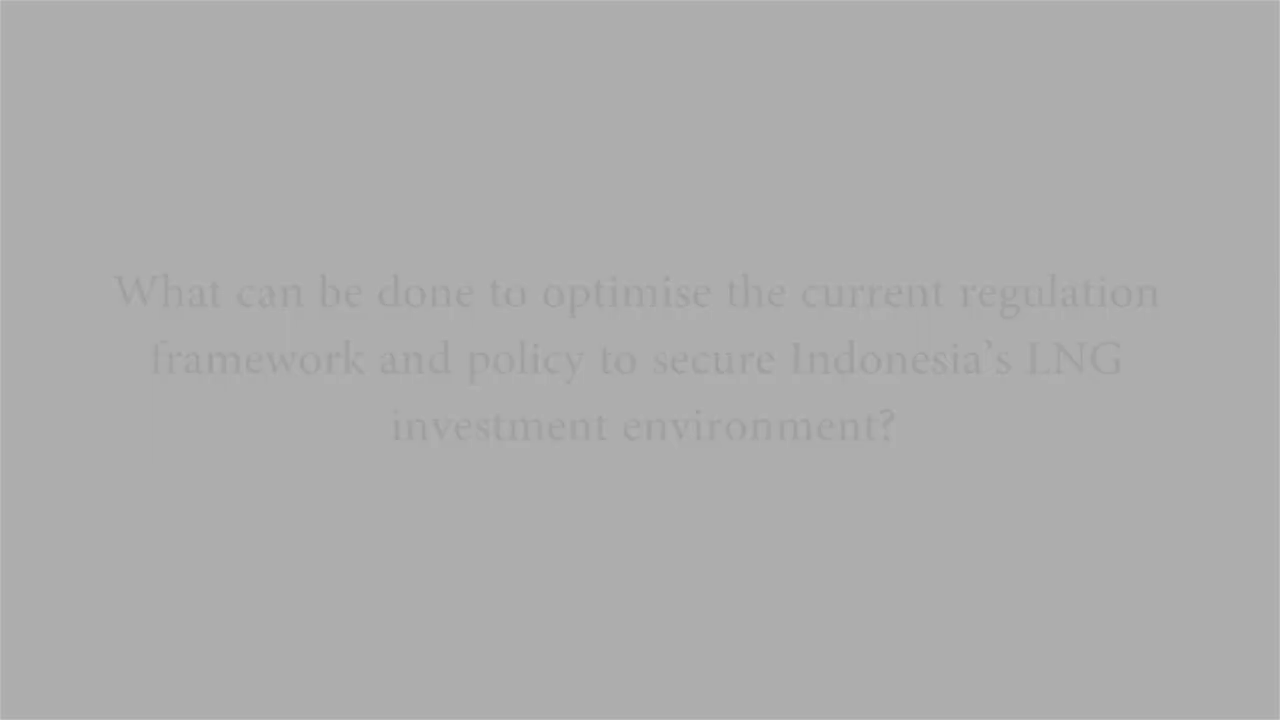 What can be done to optimise the current regulation
framework and policy to secure Indonesia's LNG
investment environment?